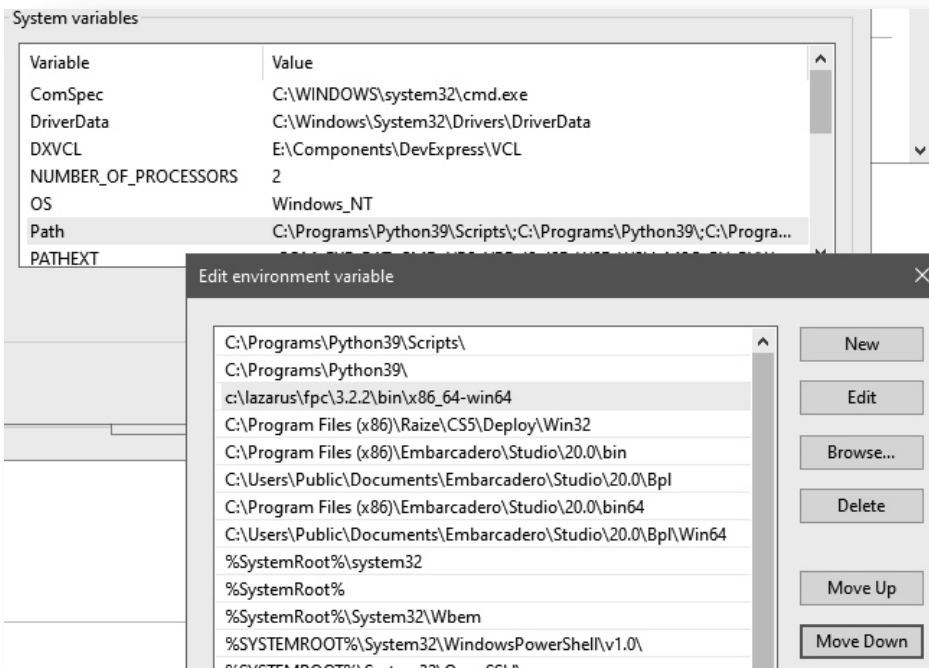 System variables
Variable Value
ComSpec C:\WINDOWS\system32\cmd.exe
DriverData C:\Windows\System32\Drivers\DriverData
DXVCL E:\Components\DevExpress\VCL
NUMBER_OF_PROCESSORS 2
OS Windows_NT
Path C:\Programs\Python39\Scripts\;C:\Programs\Python39\;C:\Progra...
PATHEXT
Edit environment variable
C:\Programs\Python39\Scripts\
New
C:\Programs\Python39\
c:\lazarus\fpc\3.2.2\bin\x86_64-win64
Edit
C:\Program Files (x86)\Raize\CS5\Deploy\Win32
C:\Program Files (x86)\Embarcadero\Studio\20.0\bin
Browse...
C:\Users\Public\Documents\Embarcadero\Studio\20.0\Bpl
C:\Program Files (x86)\Embarcadero\Studio\20.0\bin64
Delete
C:\Users\Public\Documents\Embarcadero\Studio\20.0\Bpl\Win64
%SystemRoot%\system32
%SystemRoot%
Move Up
%SystemRoot%\System32\Wbem
%SYSTEMROOT%\System32\WindowsPowerShell\v1.0\
Move Down